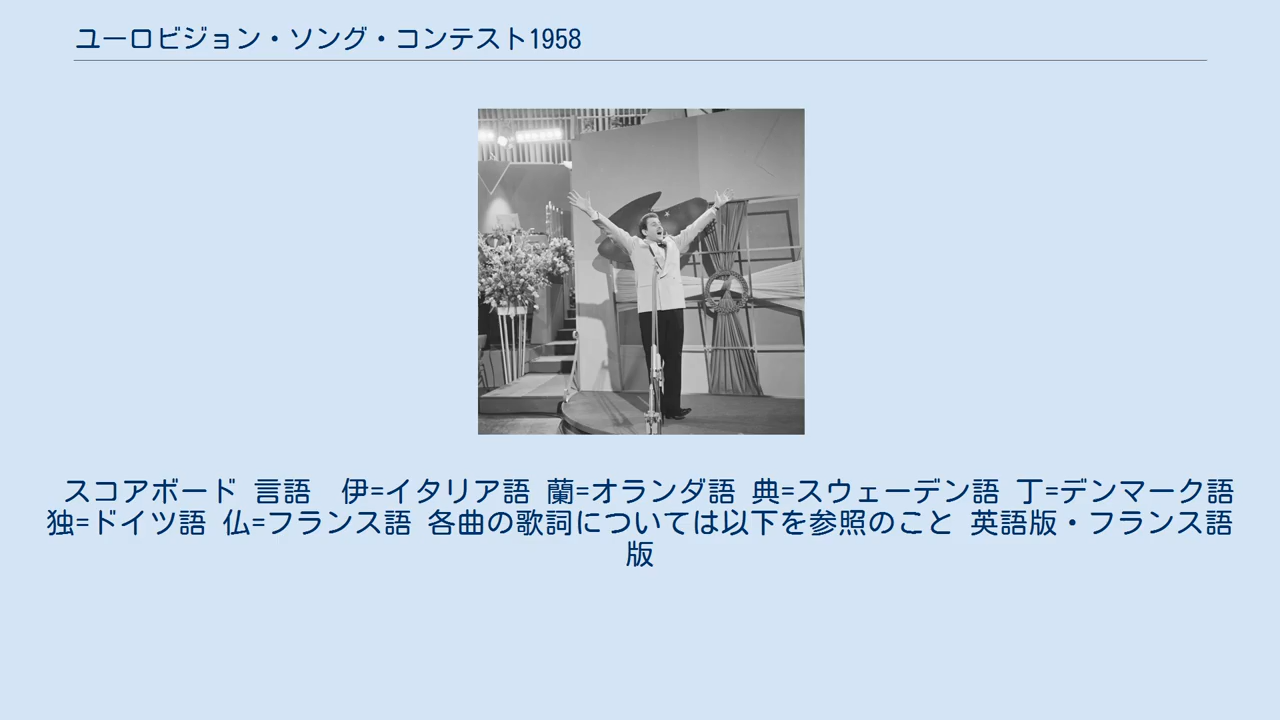 ユーロビジョン・ソング・コンテスト1958
スコアボード 言語　伊=イタリア語 蘭=オランダ語 典=スウェーデン語 丁=デンマーク語
独=ドイツ語 仏=フランス語 各曲の歌詞については以下を参照のこと 英語版・フランス語
版